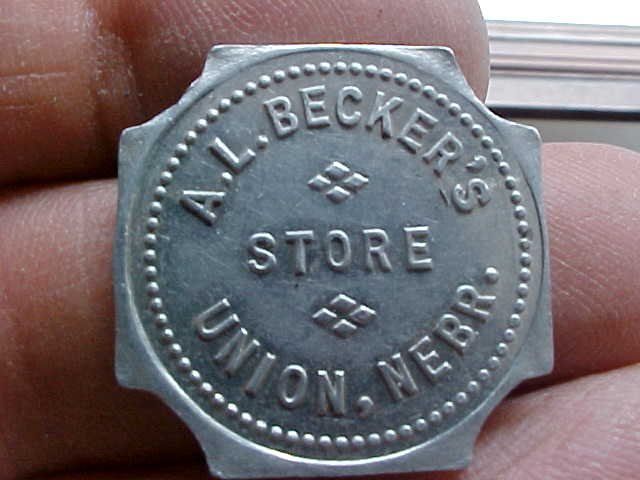 A.L. BECKER'S
STORE
UNION, NEBR.